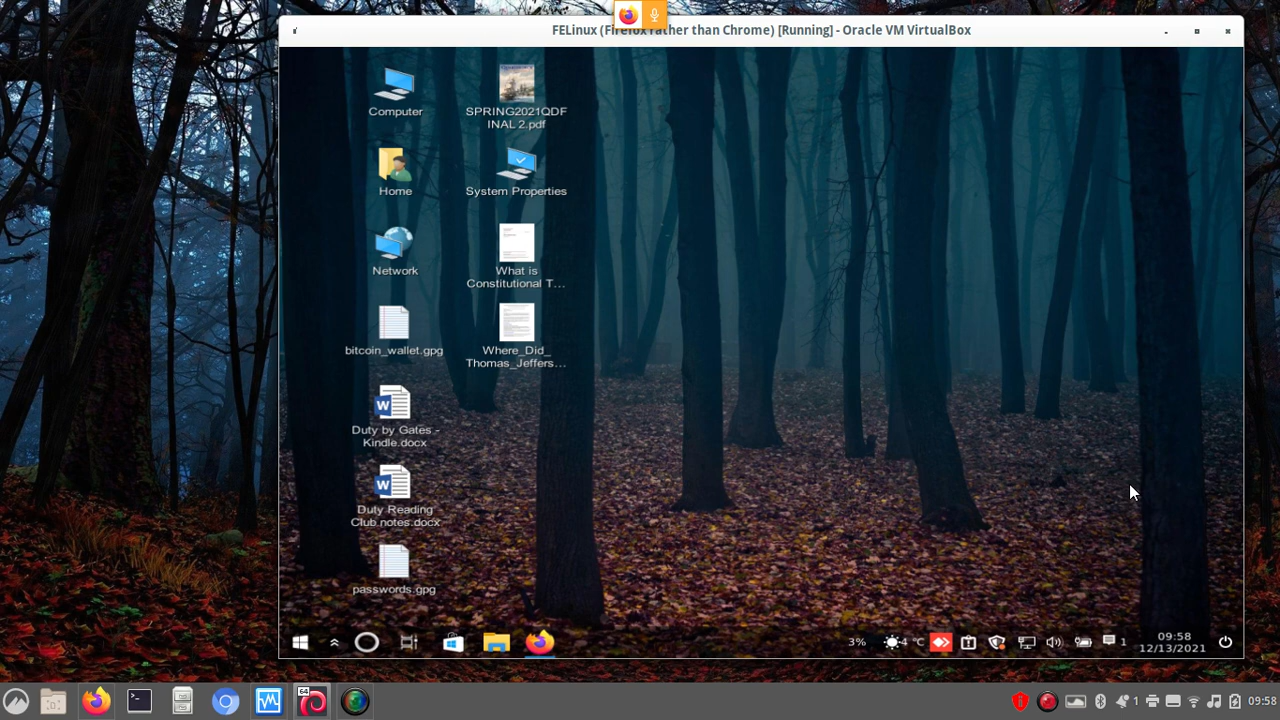 FELinux (Firefox rather than Chrome) [Running] - Oracle VM VirtualBox
Computer
SPRING2021QDF
INAL 2.pdf
Home
System Properties
Network
What is
Constitutional T...
bitcoin_wallet.gpg
Where_Did_
Thomas_Jeffers...
Duty by Gates -
Kindle.docx
Duty Reading
Club notes.docx
passwords.gpg
3%
4 °C
1
09:58
12/13/2021
64
1
09:58